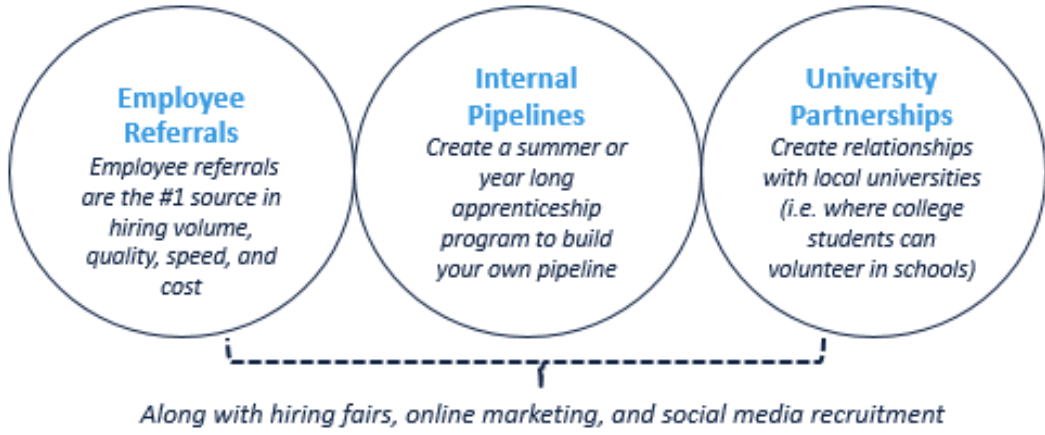 Employee
Referrals
Employee referrals
are the #1 source in
hiring volume,
quality, speed, and
cost
Internal
Pipelines
Create a summer or
year long
apprenticeship
program to build
your own pipeline
University
Partnerships
Create relationships
with local universities
(i.e. where college
students can
volunteer in schools)
Along with hiring fairs, online marketing, and social media recruitment